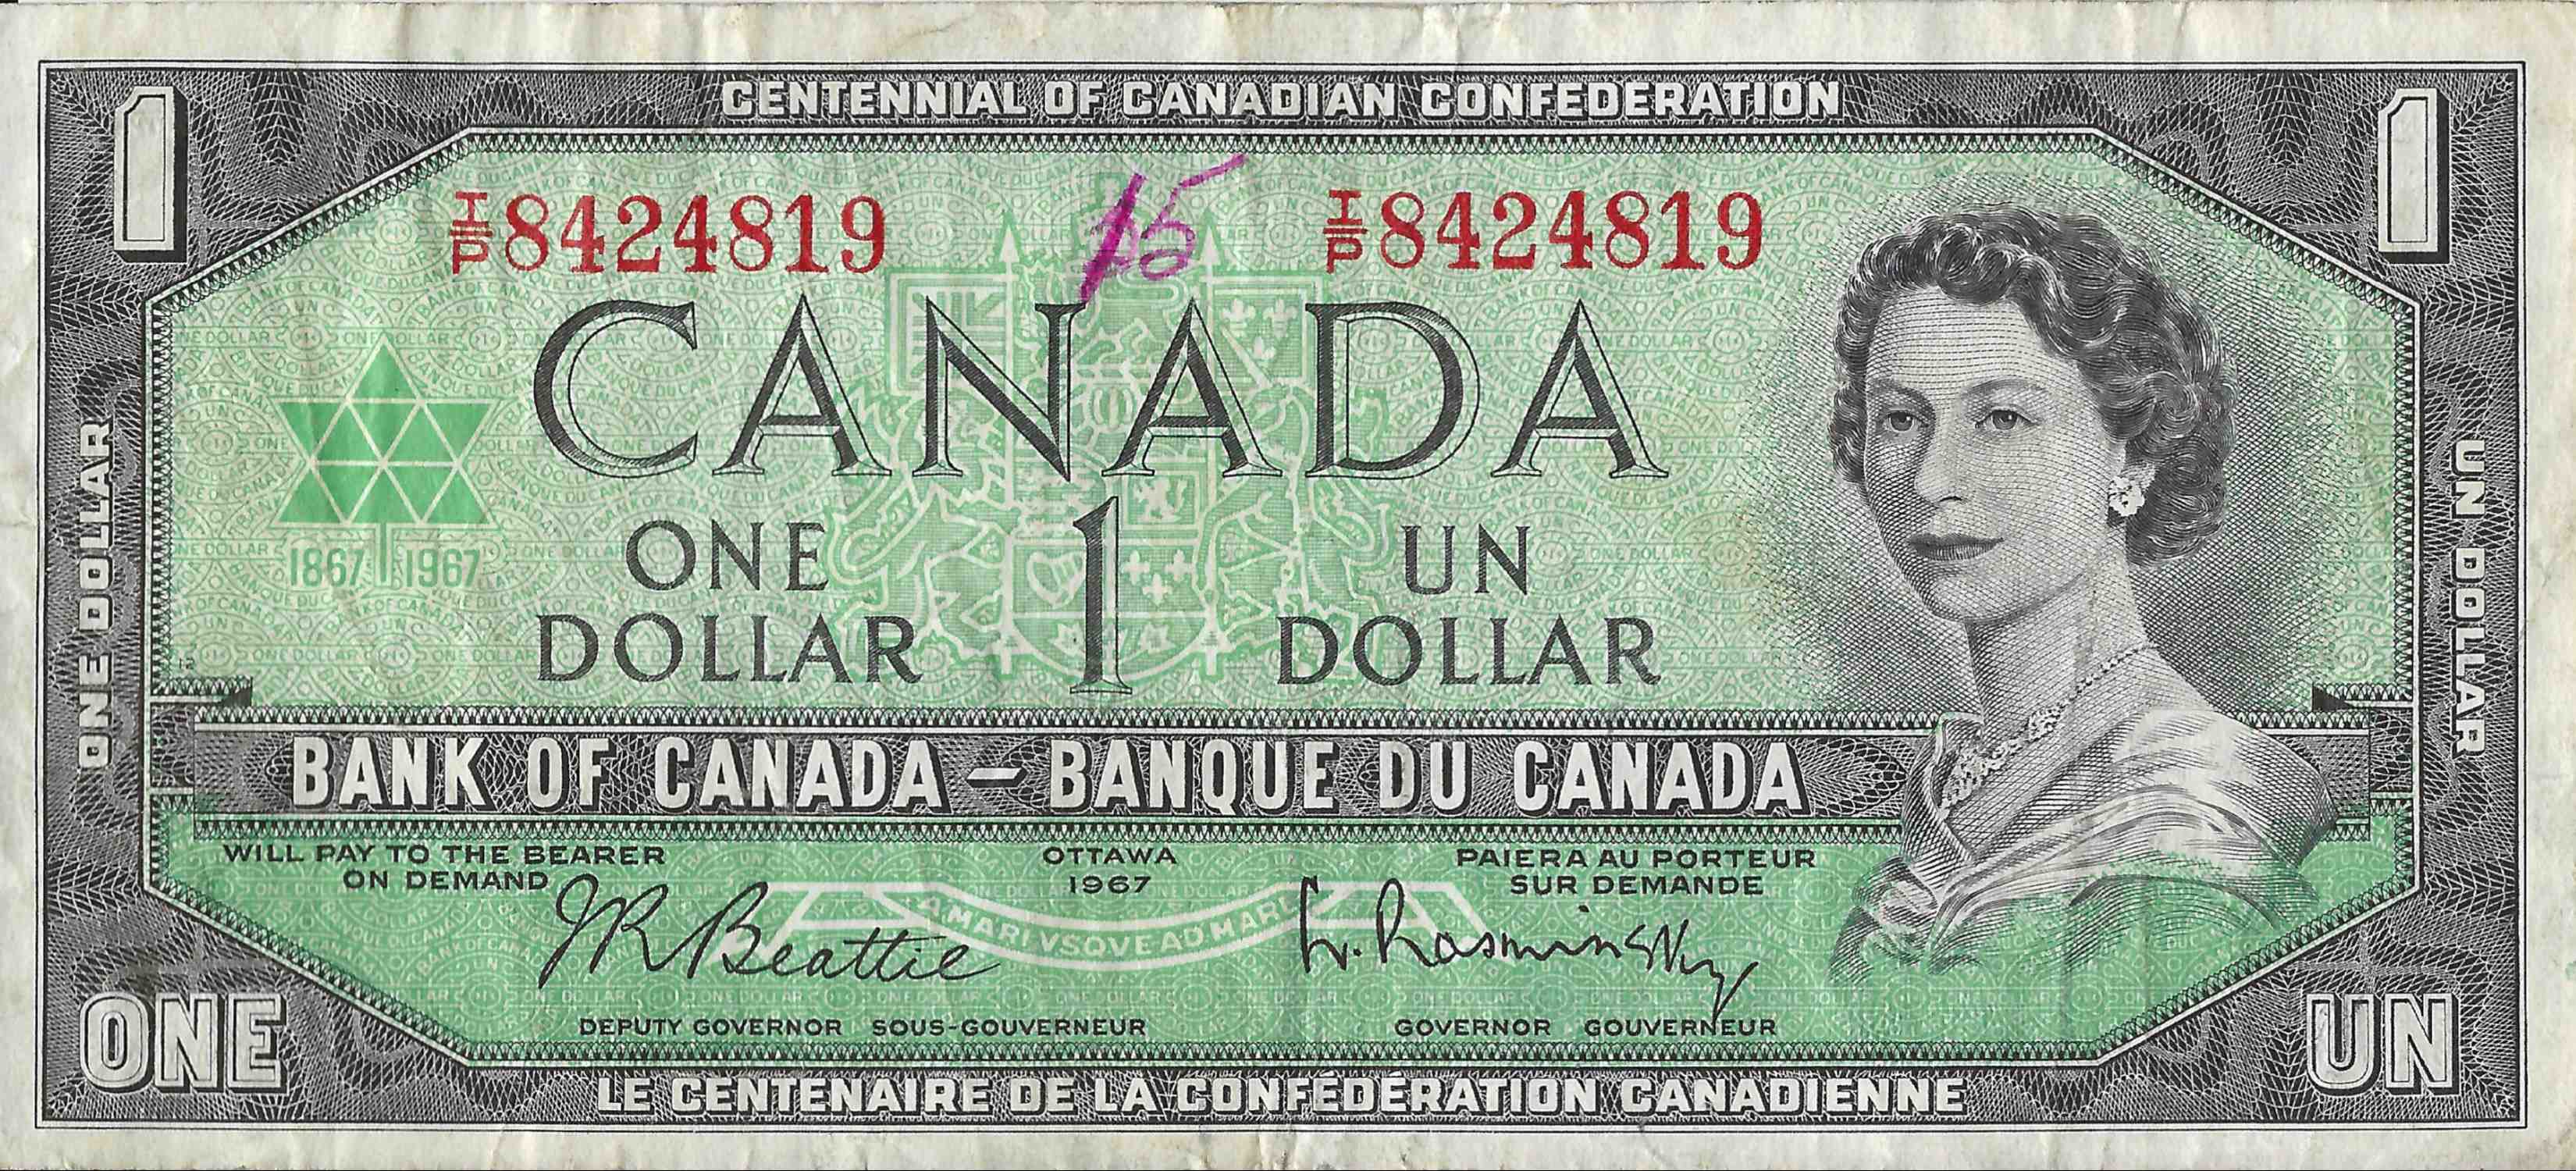 CENTENNIAL OF CANADIAN CONFEDERATION
1
1
I/P 8424819
15
I/P 8424819
CANADA
1867 1967
ONE DOLLAR
1
UN DOLLAR
ONE DOLLAR
UN DOLLAR
12
BANK OF CANADA – BANQUE DU CANADA
WILL PAY TO THE BEARER
ON DEMAND
OTTAWA
1967
PAIERA AU PORTEUR
SUR DEMANDE
A MARI VSQVE AD MARE
J R Beattie
L. Rasminsky
DEPUTY GOVERNOR SOUS-GOUVERNEUR
GOVERNOR GOUVERNEUR
ONE
UN
LE CENTENAIRE DE LA CONFÉDÉRATION CANADIENNE